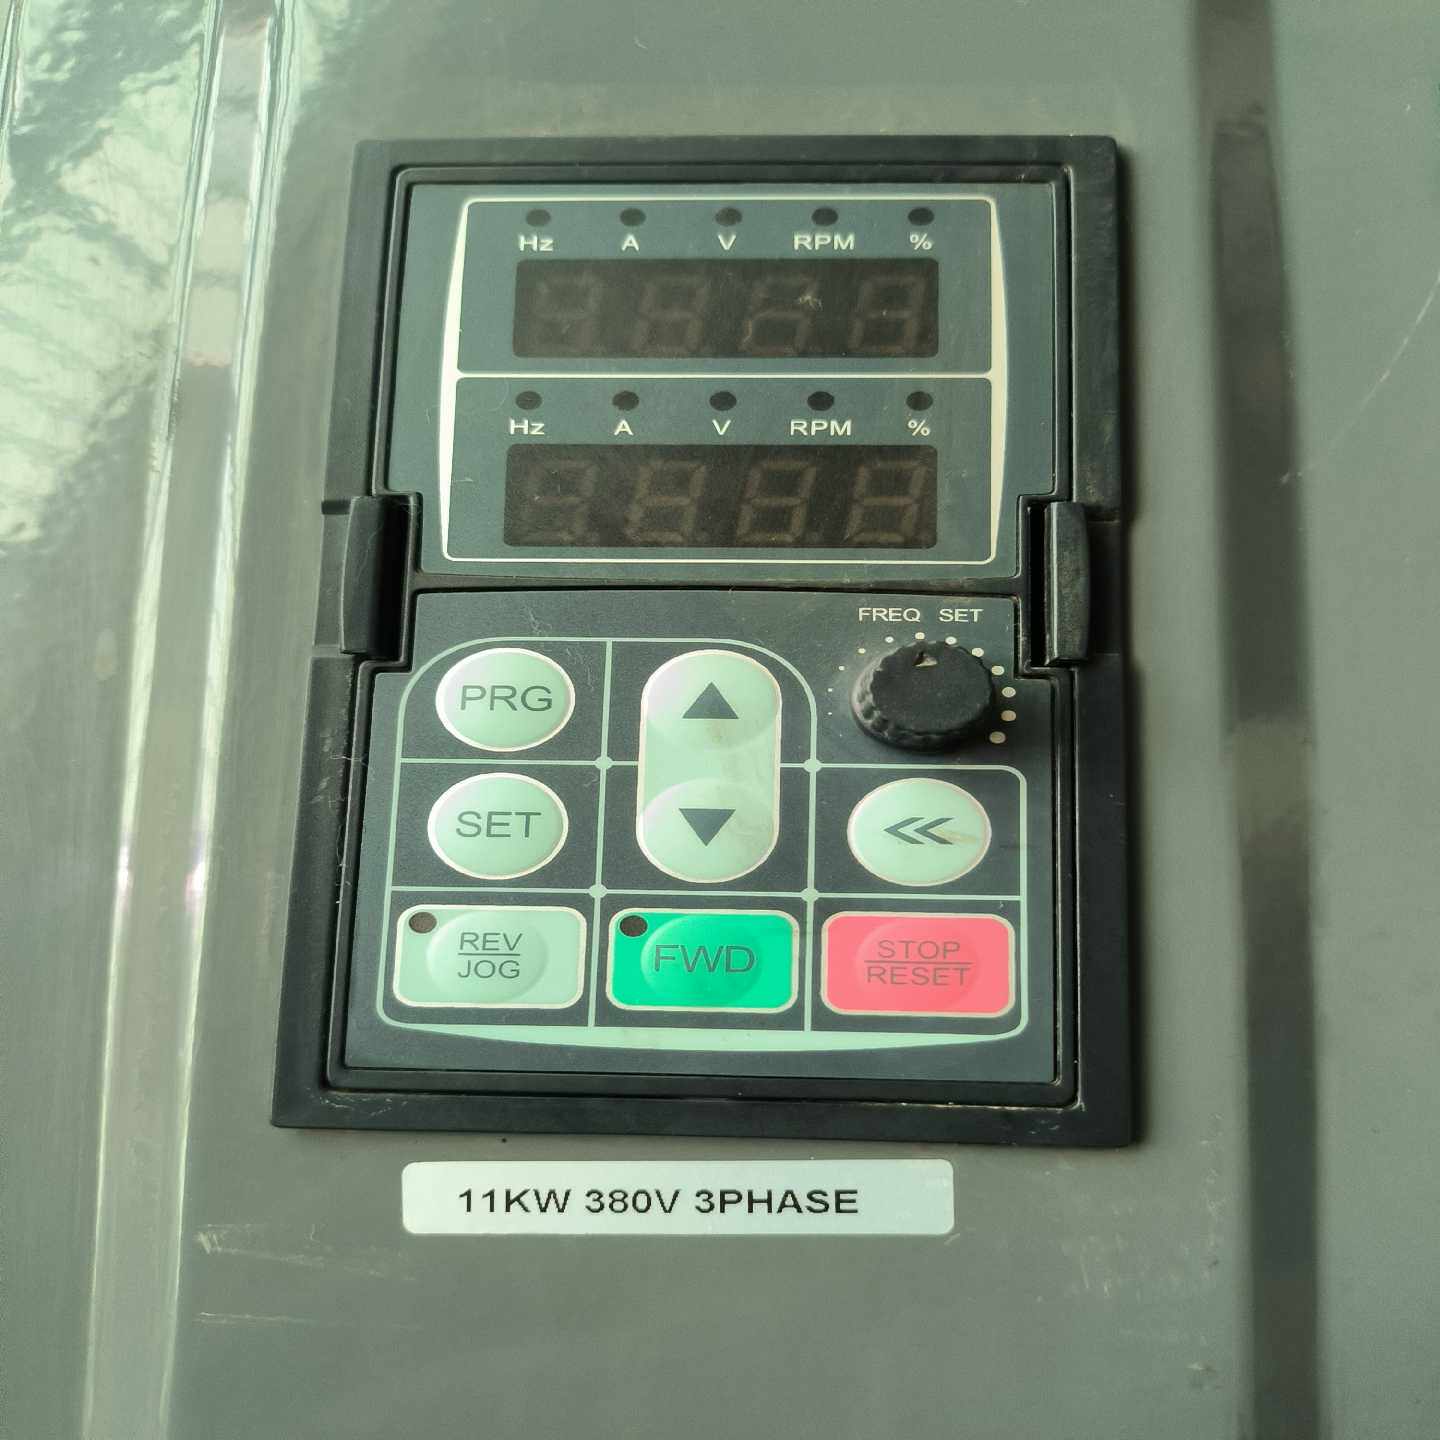 Hz A V RPM %
Hz A V RPM %
FREQ SET
PRG
SET
REV
JOG
FWD
STOP
RESET
11KW 380V 3PHASE